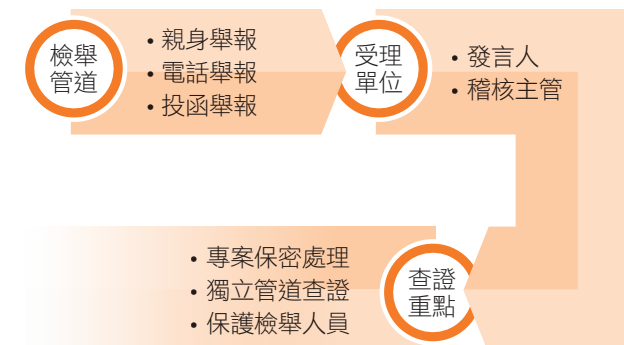 檢舉
管道
• 親身舉報
• 電話舉報
• 投函舉報
受理
單位
• 發言人
• 稽核主管
查證
重點
• 專案保密處理
• 獨立管道查證
• 保護檢舉人員